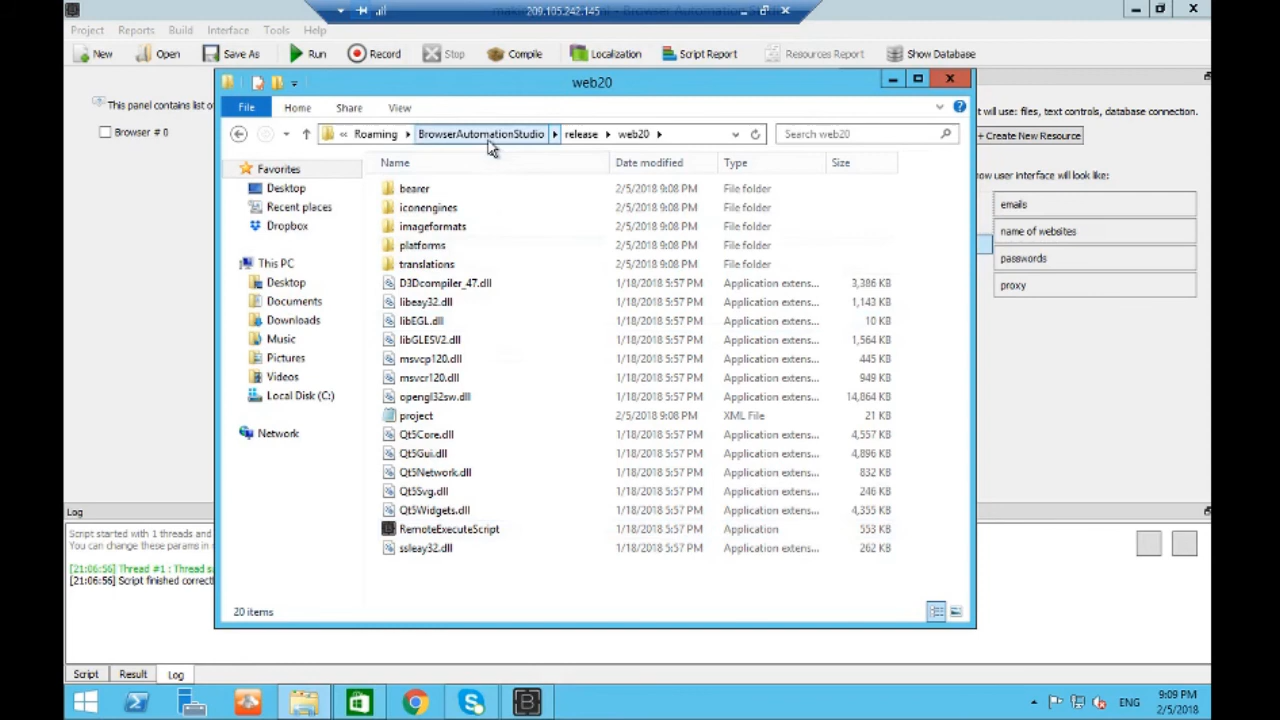 209.105.242.145
Project Reports Build Interface Tools Help
New Open Save As Run Record Stop Compile Localization Script Report Resources Report Show Database
web20
This panel contains list of
Browser # 0
File Home Share View
« Roaming BrowserAutomationStudio release web20 Search web20
t will use: files, text controls, database connection.
+ Create New Resource
how user interface will look like:
emails
name of websites
passwords
proxy
Favorites
Desktop
Recent places
Dropbox
This PC
Desktop
Documents
Downloads
Music
Pictures
Videos
Local Disk (C:)
Network
Name Date modified Type Size
bearer 2/5/2018 9:08 PM File folder
iconengines 2/5/2018 9:08 PM File folder
imageformats 2/5/2018 9:08 PM File folder
platforms 2/5/2018 9:08 PM File folder
translations 2/5/2018 9:08 PM File folder
D3Dcompiler_47.dll 1/18/2018 5:57 PM Application extens... 3,386 KB
libeay32.dll 1/18/2018 5:57 PM Application extens... 1,143 KB
libEGL.dll 1/18/2018 5:57 PM Application extens... 10 KB
libGLESV2.dll 1/18/2018 5:57 PM Application extens... 1,564 KB
msvcp120.dll 1/18/2018 5:57 PM Application extens... 445 KB
msvcr120.dll 1/18/2018 5:57 PM Application extens... 949 KB
opengl32sw.dll 1/18/2018 5:57 PM Application extens... 14,864 KB
project 2/5/2018 9:08 PM XML File 21 KB
Qt5Core.dll 1/18/2018 5:57 PM Application extens... 4,557 KB
Qt5Gui.dll 1/18/2018 5:57 PM Application extens... 4,896 KB
Qt5Network.dll 1/18/2018 5:57 PM Application extens... 832 KB
Qt5Svg.dll 1/18/2018 5:57 PM Application extens... 246 KB
Qt5Widgets.dll 1/18/2018 5:57 PM Application extens... 4,355 KB
RemoteExecuteScript 1/18/2018 5:57 PM Application 553 KB
ssleay32.dll 1/18/2018 5:57 PM Application extens... 262 KB
20 items
Log
Script started with 1 threads and
You can change these params in
[21:06:56] Thread #1 : Thread s
[21:06:56] Script finished correct
Script Result Log
ENG
9:09 PM
2/5/2018